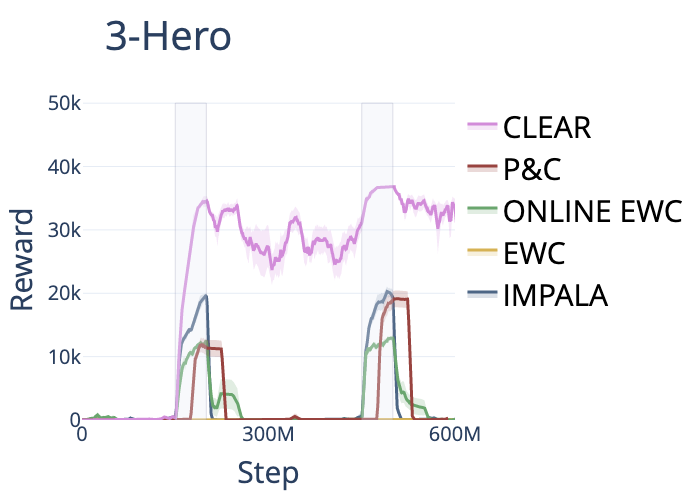 3-Hero
50k
40k
30k
20k
10k
0
0 300M 600M
Reward
Step
CLEAR
P&C
ONLINE EWC
EWC
IMPALA